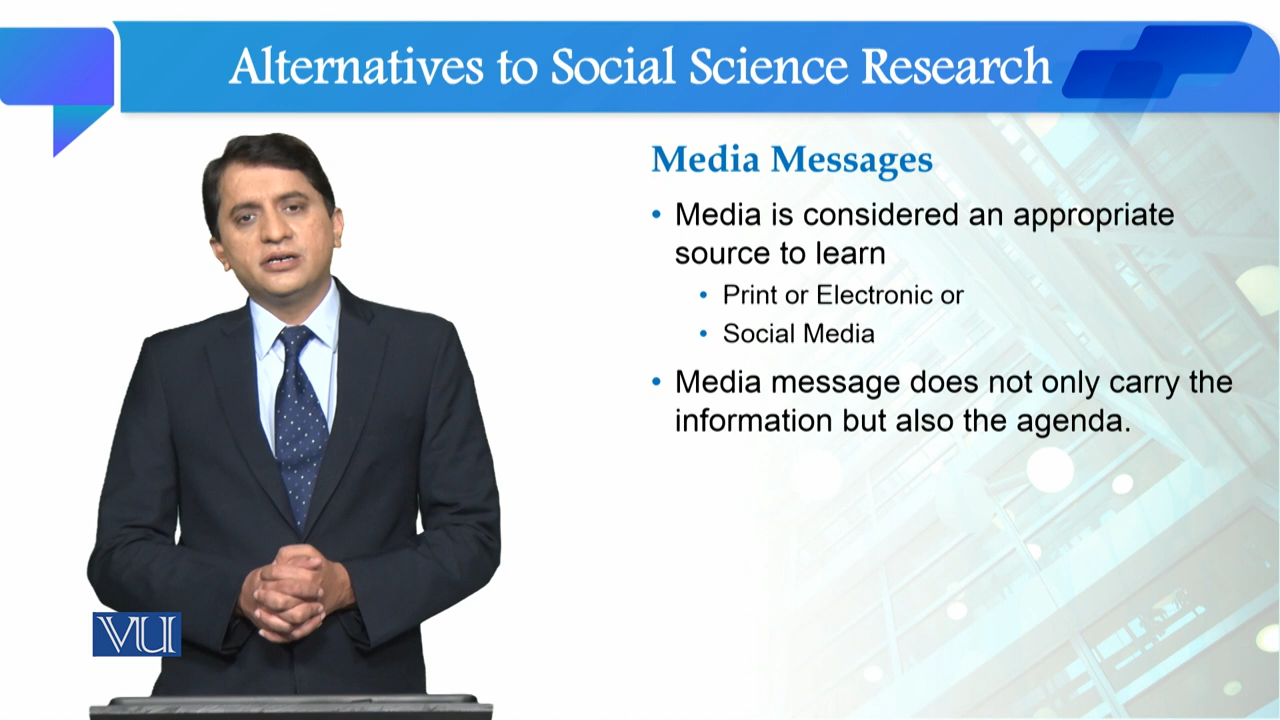 Alternatives to Social Science Research
Media Messages
• Media is considered an appropriate
source to learn
• Print or Electronic or
• Social Media
• Media message does not only carry the
information but also the agenda.
VU